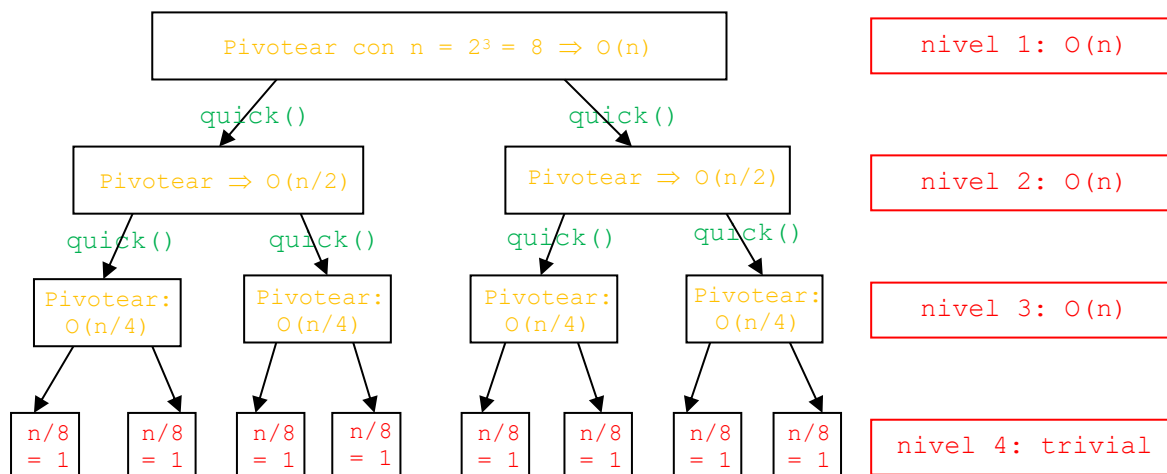 Pivotear con n = 2³ = 8 ⇒ O(n)
nivel 1: O(n)
quick()
quick()
Pivotear ⇒ O(n/2)
Pivotear ⇒ O(n/2)
nivel 2: O(n)
quick()
quick()
quick()
quick()
Pivotear:
O(n/4)
Pivotear:
O(n/4)
Pivotear:
O(n/4)
Pivotear:
O(n/4)
nivel 3: O(n)
n/8
= 1
n/8
= 1
n/8
= 1
n/8
= 1
n/8
= 1
n/8
= 1
n/8
= 1
n/8
= 1
nivel 4: trivial